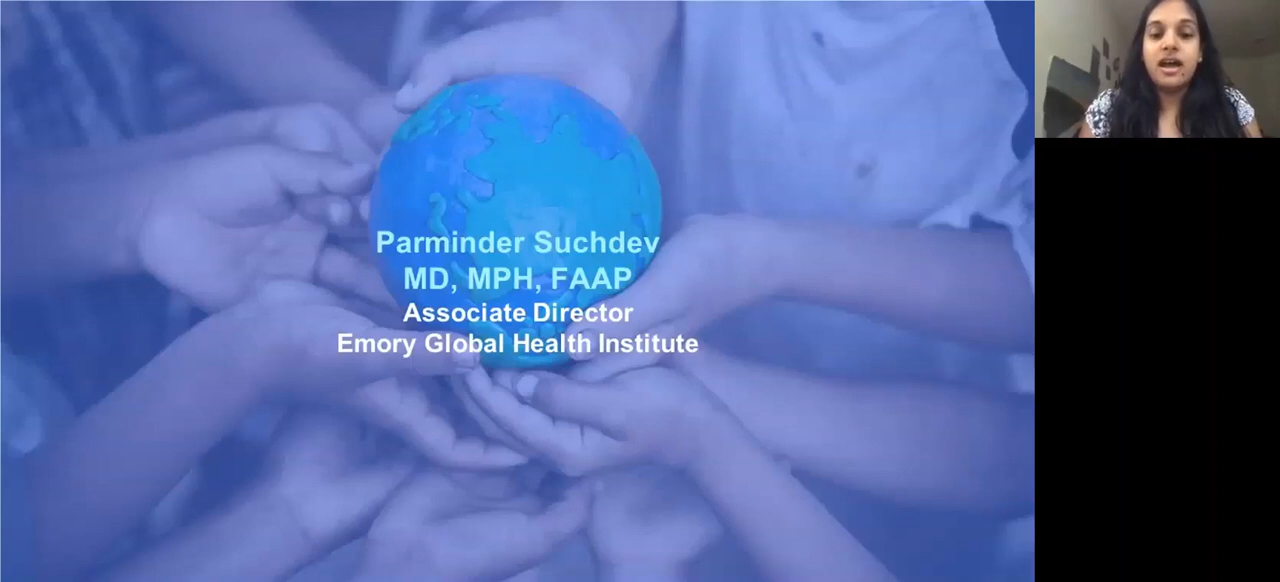 Parminder Suchdev
MD, MPH, FAAP
Associate Director
Emory Global Health Institute